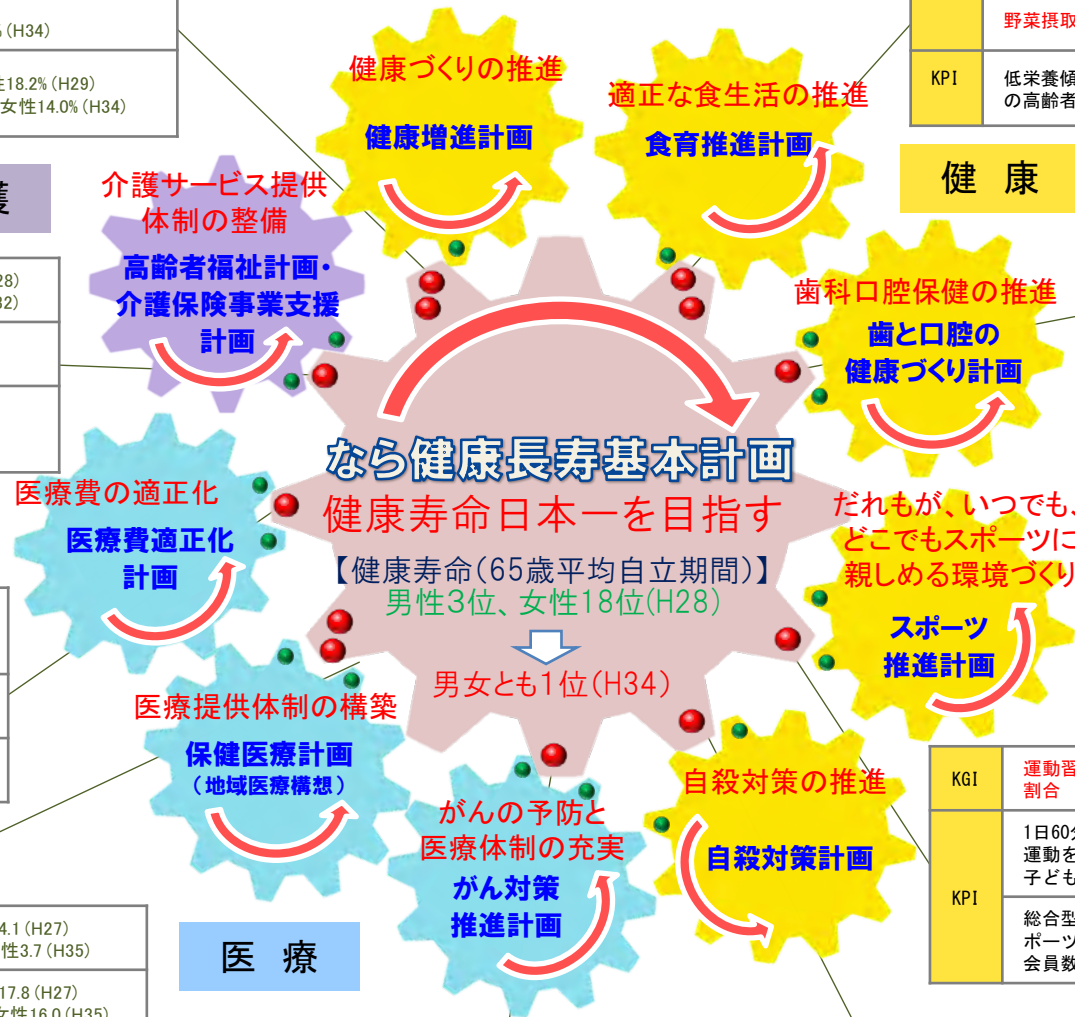 (H34)
性18.2%(H29)
女性14.0%(H34)
野菜摂取
KPI
低栄養傾
の高齢者
健 康
護
健康づくりの推進
健康増進計画
適正な食生活の推進
食育推進計画
介護サービス提供
体制の整備
高齢者福祉計画・
介護保険事業支援
計画
28)
32)
歯科口腔保健の推進
歯と口腔の
健康づくり計画
なら健康長寿基本計画
健康寿命日本一を目指す
【健康寿命(65歳平均自立期間)】
男性3位、女性18位(H28)
男女とも1位(H34)
医療費の適正化
医療費適正化
計画
だれもが、いつでも、
どこでもスポーツに
親しめる環境づくり
スポーツ
推進計画
医療提供体制の構築
保健医療計画
(地域医療構想)
がんの予防と
医療体制の充実
がん対策
推進計画
自殺対策の推進
自殺対策計画
KGI
運動習
割合
KPI
1日60分
運動を
子ども
総合型
ポーツ
会員数
4.1(H27)
性3.7(H35)
17.8(H27)
女性16.0(H35)
医 療